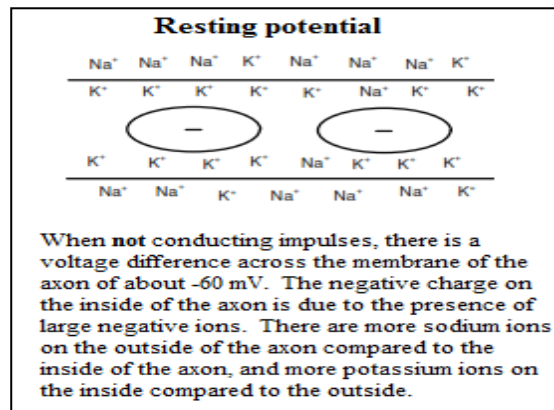 Resting potential
Na⁺ Na⁺ Na⁺ K⁺ Na⁺ Na⁺ Na⁺ K⁺
K⁺ K⁺ K⁺ K⁺ K⁺ Na⁺ K⁺ K⁺
− −
K⁺ K⁺ K⁺ K⁺ Na⁺ K⁺ K⁺ K⁺
Na⁺ Na⁺ K⁺ Na⁺ Na⁺ Na⁺ K⁺
When not conducting impulses, there is a
voltage difference across the membrane of the
axon of about -60 mV. The negative charge on
the inside of the axon is due to the presence of
large negative ions. There are more sodium ions
on the outside of the axon compared to the
inside of the axon, and more potassium ions on
the inside compared to the outside.